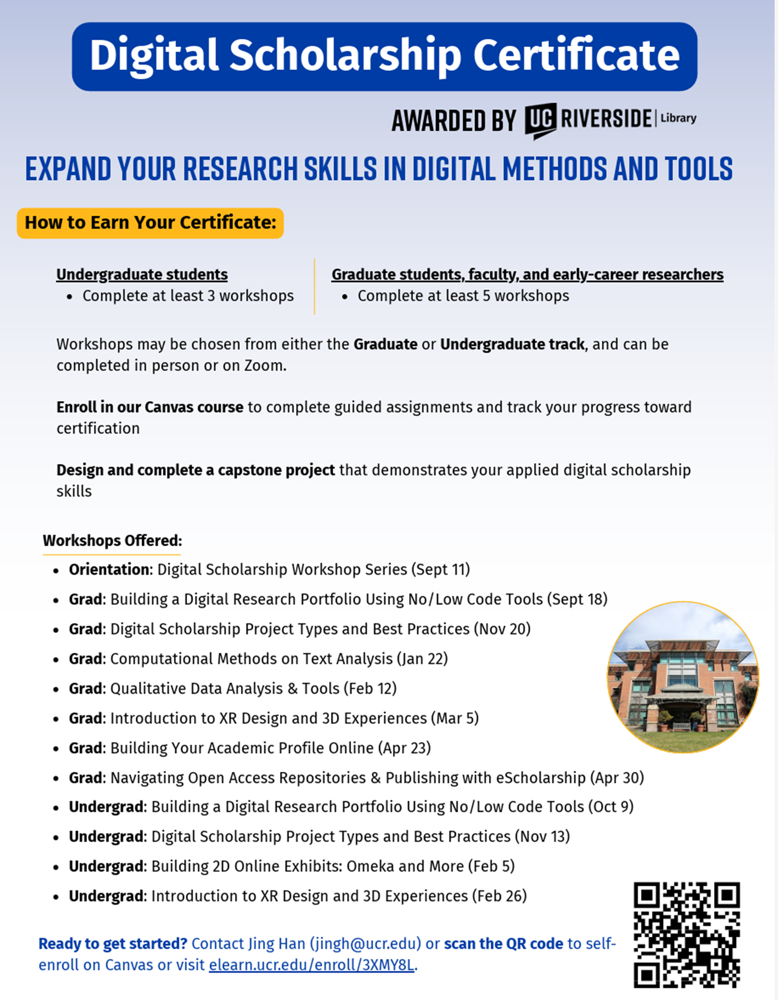 Digital Scholarship Certificate
AWARDED BY UC RIVERSIDE | Library
EXPAND YOUR RESEARCH SKILLS IN DIGITAL METHODS AND TOOLS
How to Earn Your Certificate:
Undergraduate students
• Complete at least 3 workshops
Graduate students, faculty, and early-career researchers
• Complete at least 5 workshops
Workshops may be chosen from either the Graduate or Undergraduate track, and can be
completed in person or on Zoom.
Enroll in our Canvas course to complete guided assignments and track your progress toward
certification
Design and complete a capstone project that demonstrates your applied digital scholarship
skills
Workshops Offered:
• Orientation: Digital Scholarship Workshop Series (Sept 11)
• Grad: Building a Digital Research Portfolio Using No/Low Code Tools (Sept 18)
• Grad: Digital Scholarship Project Types and Best Practices (Nov 20)
• Grad: Computational Methods on Text Analysis (Jan 22)
• Grad: Qualitative Data Analysis & Tools (Feb 12)
• Grad: Introduction to XR Design and 3D Experiences (Mar 5)
• Grad: Building Your Academic Profile Online (Apr 23)
• Grad: Navigating Open Access Repositories & Publishing with eScholarship (Apr 30)
• Undergrad: Building a Digital Research Portfolio Using No/Low Code Tools (Oct 9)
• Undergrad: Digital Scholarship Project Types and Best Practices (Nov 13)
• Undergrad: Building 2D Online Exhibits: Omeka and More (Feb 5)
• Undergrad: Introduction to XR Design and 3D Experiences (Feb 26)
Ready to get started? Contact Jing Han (jingh@ucr.edu) or scan the QR code to self-
enroll on Canvas or visit elearn.ucr.edu/enroll/3XMY8L.